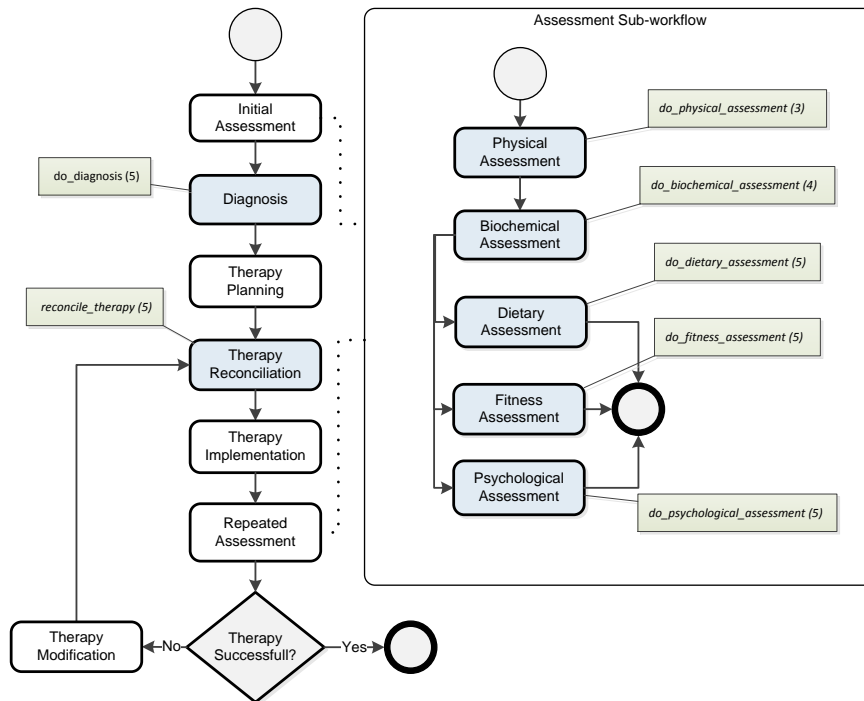 Assessment Sub-workflow
Initial
Assessment
do_physical_assessment (3)
Physical
Assessment
do_diagnosis (5)
Diagnosis
do_biochemical_assessment (4)
Biochemical
Assessment
Therapy
Planning
do_dietary_assessment (5)
Dietary
Assessment
reconcile_therapy (5)
Therapy
Reconciliation
do_fitness_assessment (5)
Fitness
Assessment
Therapy
Implementation
Psychological
Assessment
do_psychological_assessment (5)
Repeated
Assessment
Therapy
Modification
No
Therapy
Successfull?
Yes